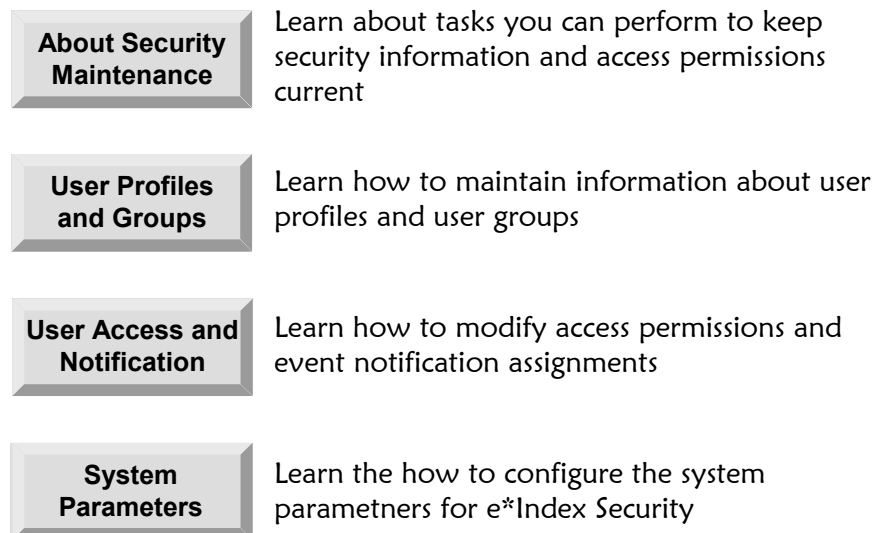 About Security
Maintenance
Learn about tasks you can perform to keep
security information and access permissions
current
User Profiles
and Groups
Learn how to maintain information about user
profiles and user groups
User Access and
Notification
Learn how to modify access permissions and
event notification assignments
System
Parameters
Learn the how to configure the system
parametners for e*Index Security